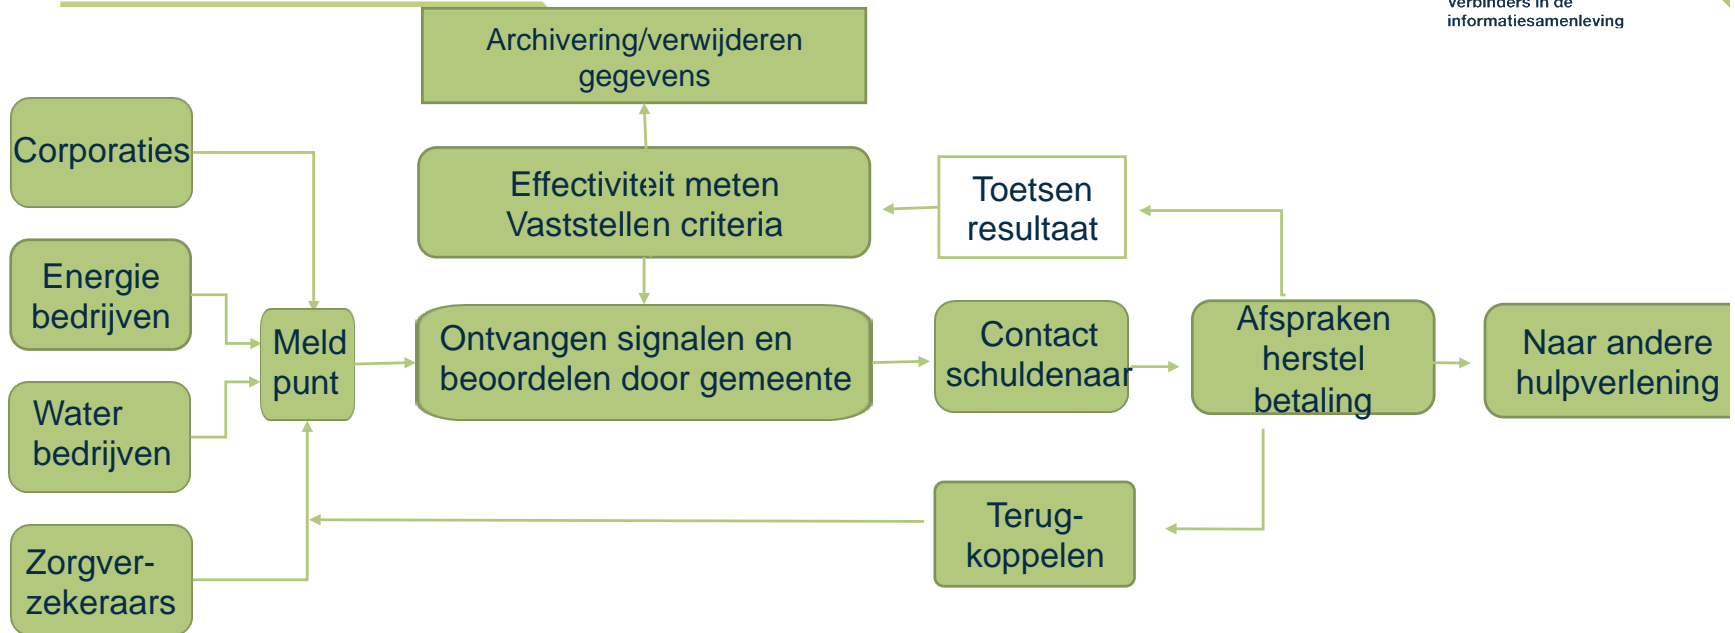 Verbinders in de
informatiesamenleving
Archivering/verwijderen
gegevens
Corporaties
Effectiviteit meten
Vaststellen criteria
Toetsen
resultaat
Energie
bedrijven
Meld
punt
Ontvangen signalen en
beoordelen door gemeente
Contact
schuldenaar
Afspraken
herstel
betaling
Naar andere
hulpverlening
Water
bedrijven
Terug-
koppelen
Zorgver-
zekeraars